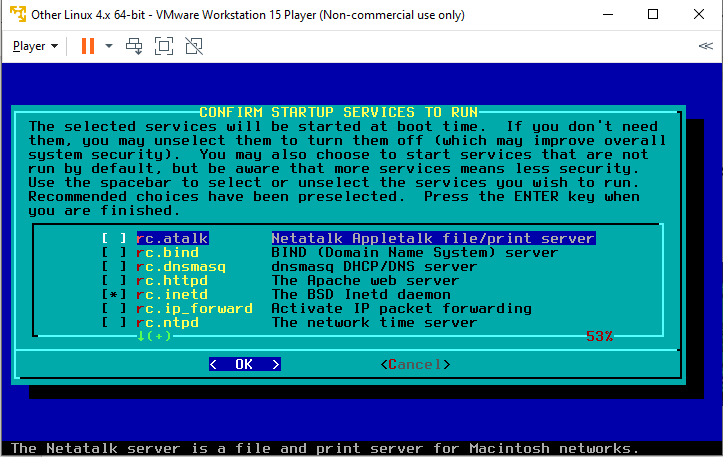 Other Linux 4.x 64-bit - VMware Workstation 15 Player (Non-commercial use only)
Player
CONFIRM STARTUP SERVICES TO RUN
The selected services will be started at boot time.  If you don't need
them, you may unselect them to turn them off (which may improve overall
system security).  You may also choose to start services that are not
run by default, but be aware that more services means less security.
Use the spacebar to select or unselect the services you wish to run.
Recommended choices have been preselected.  Press the ENTER key when
you are finished.
[ ] rc.atalk Netatalk Appletalk file/print server
[ ] rc.bind BIND (Domain Name System) server
[ ] rc.dnsmasq dnsmasq DHCP/DNS server
[ ] rc.httpd The Apache web server
[*] rc.inetd The BSD Inetd daemon
[ ] rc.ip_forward Activate IP packet forwarding
[ ] rc.ntpd The network time server
↓(+) 53%
< OK > <Cancel>
The Netatalk server is a file and print server for Macintosh networks.